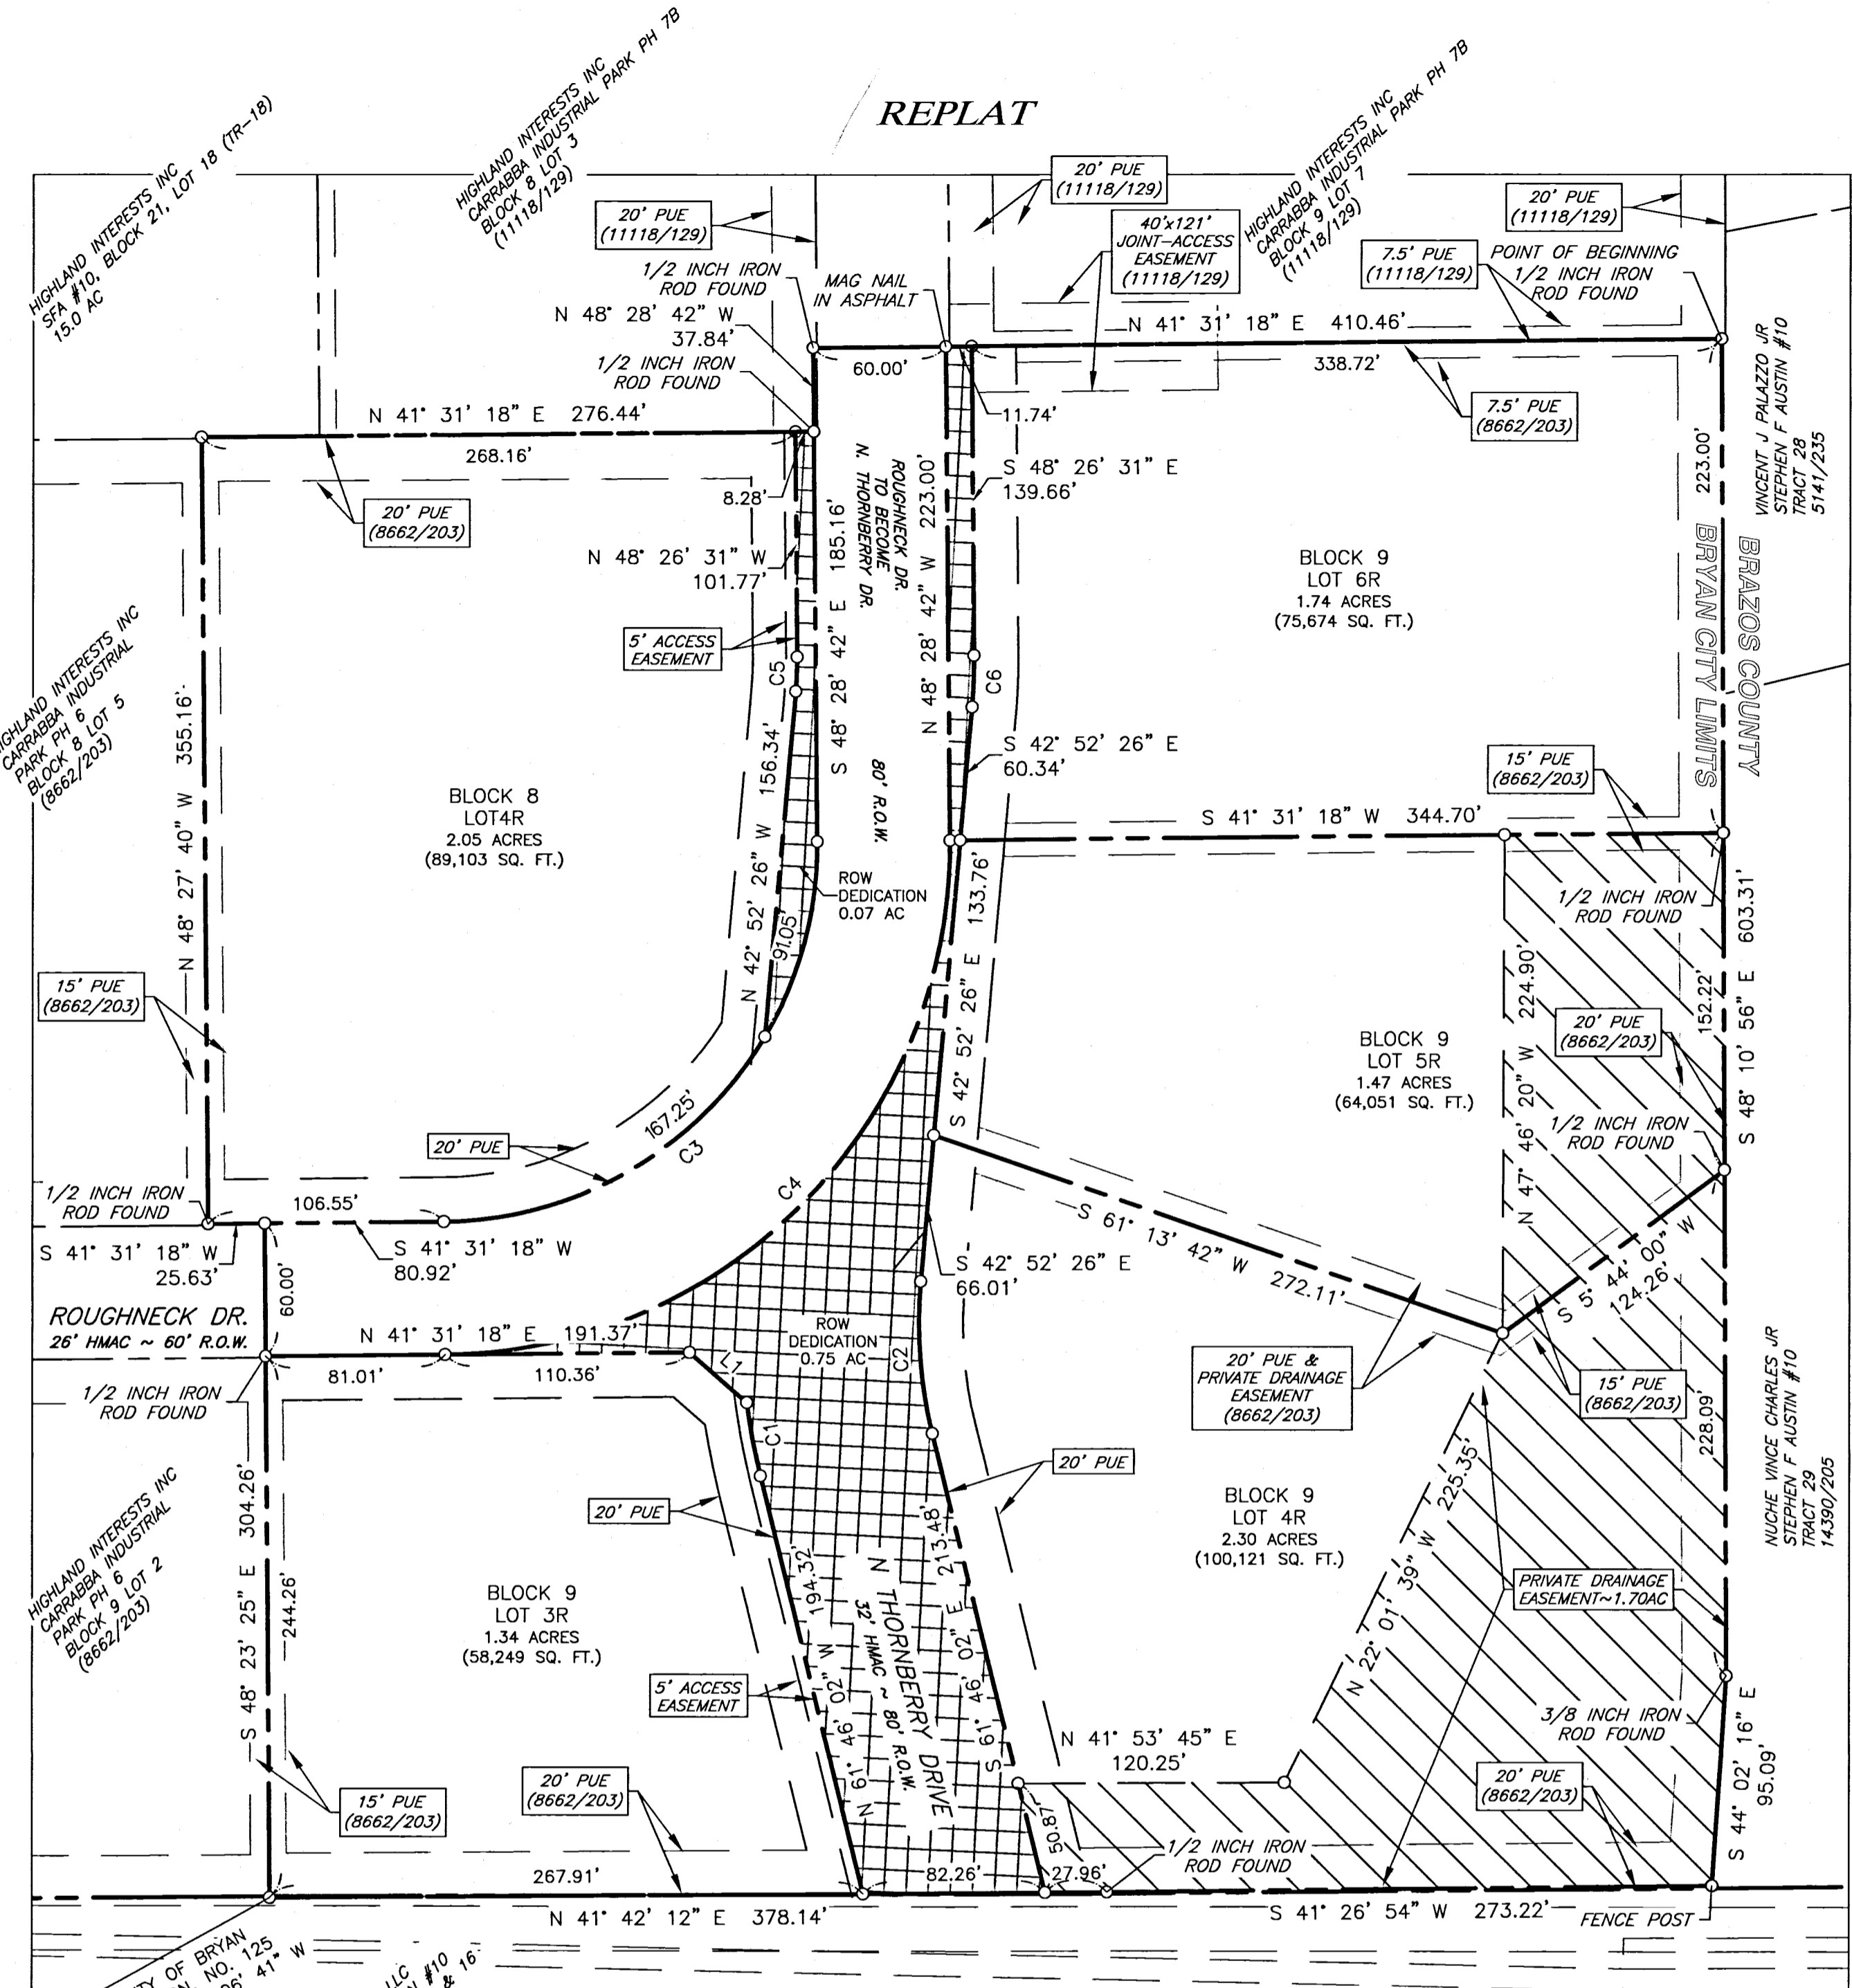 REPLAT
HIGHLAND INTERESTS INC
SFA #10, BLOCK 21, LOT 18 (TR-18)
15.0 AC
HIGHLAND INTERESTS INC
CARRABBA INDUSTRIAL PARK PH 7B
BLOCK 8 LOT 3
(11118/129)
20' PUE
(11118/129)
20' PUE
(11118/129)
40'x121'
JOINT-ACCESS
EASEMENT
(11118/129)
HIGHLAND INTERESTS INC
CARRABBA INDUSTRIAL PARK PH 7B
BLOCK 9 LOT 7
(11118/129)
20' PUE
(11118/129)
7.5' PUE
(11118/129)
POINT OF BEGINNING
1/2 INCH IRON
ROD FOUND
1/2 INCH IRON
ROD FOUND
MAG NAIL
IN ASPHALT
N 48° 28' 42" W
37.84'
1/2 INCH IRON
ROD FOUND
N 41° 31' 18" E 410.46'
60.00'
338.72'
11.74'
7.5' PUE
(8662/203)
N 41° 31' 18" E 276.44'
268.16'
8.28'
20' PUE
(8662/203)
N 48° 26' 31" W
101.77'
5' ACCESS
EASEMENT
S 48° 28' 42" E 185.16'
ROUGHNECK DR.
TO BECOME
N. THORNBERRY DR.
80' R.O.W.
N 48° 28' 42" W 223.00'
S 48° 26' 31" E
139.66'
C5
C6
S 42° 52' 26" E
60.34'
BLOCK 9
LOT 6R
1.74 ACRES
(75,674 SQ. FT.)
223.00'
BRYAN CITY LIMITS
BRAZOS COUNTY
VINCENT J PALAZZO JR
STEPHEN F AUSTIN #10
TRACT 28
5141/235
HIGHLAND INTERESTS INC
CARRABBA INDUSTRIAL
PARK PH 6
BLOCK 8 LOT 5
(8662/203)
N 48° 27' 40" W 355.16'
BLOCK 8
LOT4R
2.05 ACRES
(89,103 SQ. FT.)
N 42° 52' 26" W 156.34'
91.05'
ROW
DEDICATION
0.07 AC
15' PUE
(8662/203)
S 41° 31' 18" W 344.70'
133.76'
S 42° 52' 26" E
1/2 INCH IRON
ROD FOUND
15' PUE
(8662/203)
BLOCK 9
LOT 5R
1.47 ACRES
(64,051 SQ. FT.)
N 47° 46' 20" W 224.90'
20' PUE
(8662/203)
152.22'
S 48° 10' 56" E 603.31'
1/2 INCH IRON
ROD FOUND
20' PUE
167.25'
C3
C4
1/2 INCH IRON
ROD FOUND
106.55'
S 41° 31' 18" W
25.63'
S 41° 31' 18" W
80.92'
60.00'
ROUGHNECK DR.
26' HMAC ~ 60' R.O.W.
N 41° 31' 18" E 191.37'
81.01'
110.36'
L1
C1
C2
ROW
DEDICATION
0.75 AC
S 42° 52' 26" E
66.01'
S 61° 13' 42" W 272.11'
S 5° 44' 00" W
124.26'
20' PUE &
PRIVATE DRAINAGE
EASEMENT
(8662/203)
15' PUE
(8662/203)
228.09'
NUCHE VINCE CHARLES JR
STEPHEN F AUSTIN #10
TRACT 29
14390/205
1/2 INCH IRON
ROD FOUND
HIGHLAND INTERESTS INC
CARRABBA INDUSTRIAL
PARK PH 6
BLOCK 9 LOT 2
(8662/203)
S 48° 23' 25" E 304.26'
244.26'
20' PUE
20' PUE
BLOCK 9
LOT 3R
1.34 ACRES
(58,249 SQ. FT.)
N 61° 46' 02" W 194.32'
N THORNBERRY DRIVE
32' HMAC ~ 80' R.O.W.
S 61° 46' 02" E 213.48'
5' ACCESS
EASEMENT
BLOCK 9
LOT 4R
2.30 ACRES
(100,121 SQ. FT.)
N 22° 01' 39" W 225.35'
PRIVATE DRAINAGE
EASEMENT~1.70AC
3/8 INCH IRON
ROD FOUND
S 44° 02' 16" E
95.09'
N 41° 53' 45" E
120.25'
50.87'
20' PUE
(8662/203)
15' PUE
(8662/203)
20' PUE
(8662/203)
1/2 INCH IRON
ROD FOUND
267.91'
82.26'
27.96'
N 41° 42' 12" E 378.14'
S 41° 26' 54" W 273.22'
FENCE POST
OF BRYAN
NO. 125
41" W
LLC
#10
& 16